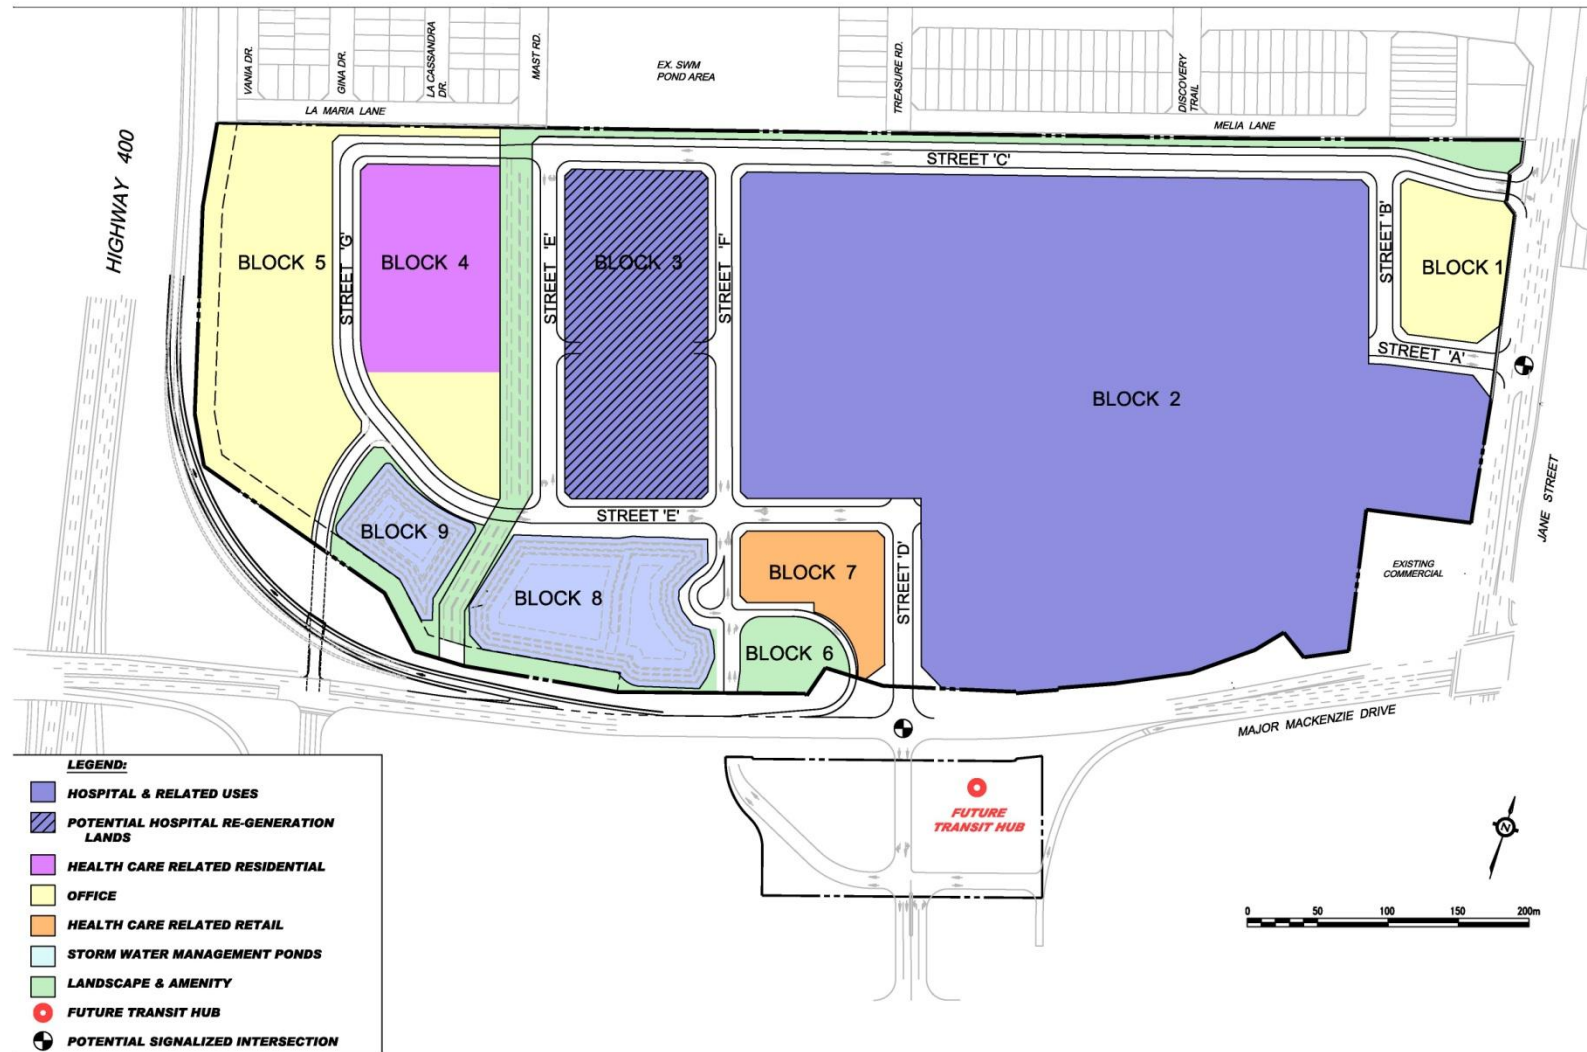 VANIA DR.
GINA DR.
LA CASSANDRA
DR.
MAST RD.
EX. SWM
POND AREA
TREASURE RD.
DISCOVERY
TRAIL
LA MARIA LANE
MELIA LANE
HIGHWAY 400
STREET 'C'
BLOCK 5
STREET 'G'
BLOCK 4
STREET 'E'
BLOCK 3
STREET 'F'
STREET 'B'
BLOCK 1
STREET 'A'
BLOCK 2
JANE STREET
STREET 'E'
BLOCK 9
BLOCK 8
BLOCK 7
STREET 'D'
BLOCK 6
EXISTING
COMMERCIAL
MAJOR MACKENZIE DRIVE
FUTURE
TRANSIT HUB
N
0 50 100 150 200m
LEGEND:
HOSPITAL & RELATED USES
POTENTIAL HOSPITAL RE-GENERATION
LANDS
HEALTH CARE RELATED RESIDENTIAL
OFFICE
HEALTH CARE RELATED RETAIL
STORM WATER MANAGEMENT PONDS
LANDSCAPE & AMENITY
FUTURE TRANSIT HUB
POTENTIAL SIGNALIZED INTERSECTION